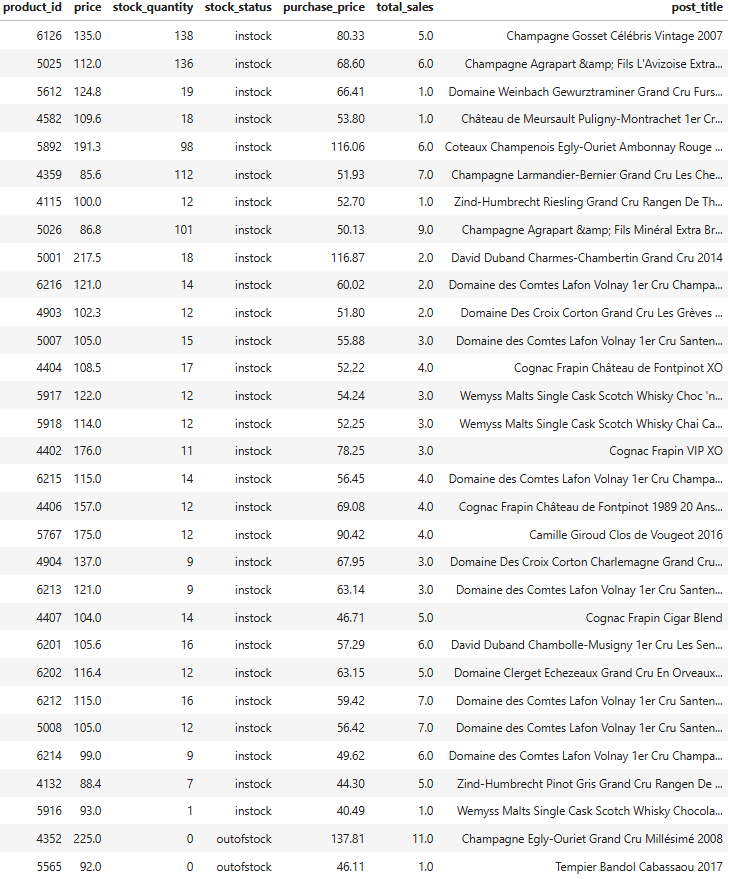 product_id price stock_quantity stock_status purchase_price total_sales post_title
6126 135.0 138 instock 80.33 5.0 Champagne Gosset Célébris Vintage 2007
5025 112.0 136 instock 68.60 6.0 Champagne Agrapart &amp; Fils L'Avizoise Extra...
5612 124.8 19 instock 66.41 1.0 Domaine Weinbach Gewurztraminer Grand Cru Furs...
4582 109.6 18 instock 53.80 1.0 Château de Meursault Puligny-Montrachet 1er Cr...
5892 191.3 98 instock 116.06 6.0 Coteaux Champenois Egly-Ouriet Ambonnay Rouge ...
4359 85.6 112 instock 51.93 7.0 Champagne Larmandier-Bernier Grand Cru Les Che...
4115 100.0 12 instock 52.70 1.0 Zind-Humbrecht Riesling Grand Cru Rangen De Th...
5026 86.8 101 instock 50.13 9.0 Champagne Agrapart &amp; Fils Minéral Extra Br...
5001 217.5 18 instock 116.87 2.0 David Duband Charmes-Chambertin Grand Cru 2014
6216 121.0 14 instock 60.02 2.0 Domaine des Comtes Lafon Volnay 1er Cru Champa...
4903 102.3 12 instock 51.80 2.0 Domaine Des Croix Corton Grand Cru Les Grèves ...
5007 105.0 15 instock 55.88 3.0 Domaine des Comtes Lafon Volnay 1er Cru Santen...
4404 108.5 17 instock 52.22 4.0 Cognac Frapin Château de Fontpinot XO
5917 122.0 12 instock 54.24 3.0 Wemyss Malts Single Cask Scotch Whisky Choc 'n...
5918 114.0 12 instock 52.25 3.0 Wemyss Malts Single Cask Scotch Whisky Chai Ca...
4402 176.0 11 instock 78.25 3.0 Cognac Frapin VIP XO
6215 115.0 14 instock 56.45 4.0 Domaine des Comtes Lafon Volnay 1er Cru Champa...
4406 157.0 12 instock 69.08 4.0 Cognac Frapin Château de Fontpinot 1989 20 Ans...
5767 175.0 12 instock 90.42 4.0 Camille Giroud Clos de Vougeot 2016
4904 137.0 9 instock 67.95 3.0 Domaine Des Croix Corton Charlemagne Grand Cru...
6213 121.0 9 instock 63.14 3.0 Domaine des Comtes Lafon Volnay 1er Cru Santen...
4407 104.0 14 instock 46.71 5.0 Cognac Frapin Cigar Blend
6201 105.6 16 instock 57.29 6.0 David Duband Chambolle-Musigny 1er Cru Les Sen...
6202 116.4 12 instock 63.15 5.0 Domaine Clerget Echezeaux Grand Cru En Orveaux...
6212 115.0 16 instock 59.42 7.0 Domaine des Comtes Lafon Volnay 1er Cru Santen...
5008 105.0 12 instock 56.42 7.0 Domaine des Comtes Lafon Volnay 1er Cru Santen...
6214 99.0 9 instock 49.62 6.0 Domaine des Comtes Lafon Volnay 1er Cru Champa...
4132 88.4 7 instock 44.30 5.0 Zind-Humbrecht Pinot Gris Grand Cru Rangen De ...
5916 93.0 1 instock 40.49 1.0 Wemyss Malts Single Cask Scotch Whisky Chocola...
4352 225.0 0 outofstock 137.81 11.0 Champagne Egly-Ouriet Grand Cru Millésimé 2008
5565 92.0 0 outofstock 46.11 1.0 Tempier Bandol Cabassaou 2017